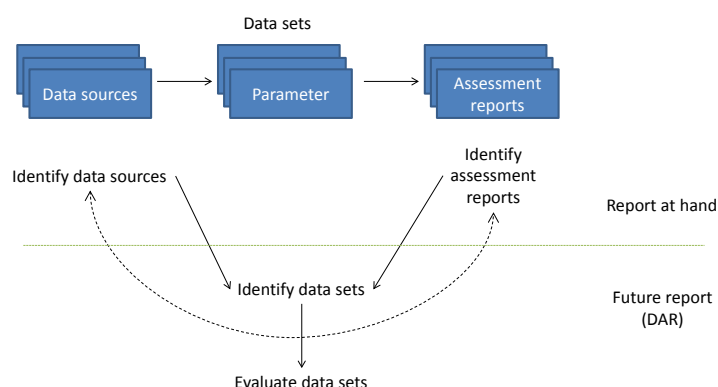 Data sets
Data sources
Parameter
Assessment
reports
Identify data sources
Identify
assessment
reports
Report at hand
Identify data sets
Future report
(DAR)
Evaluate data sets